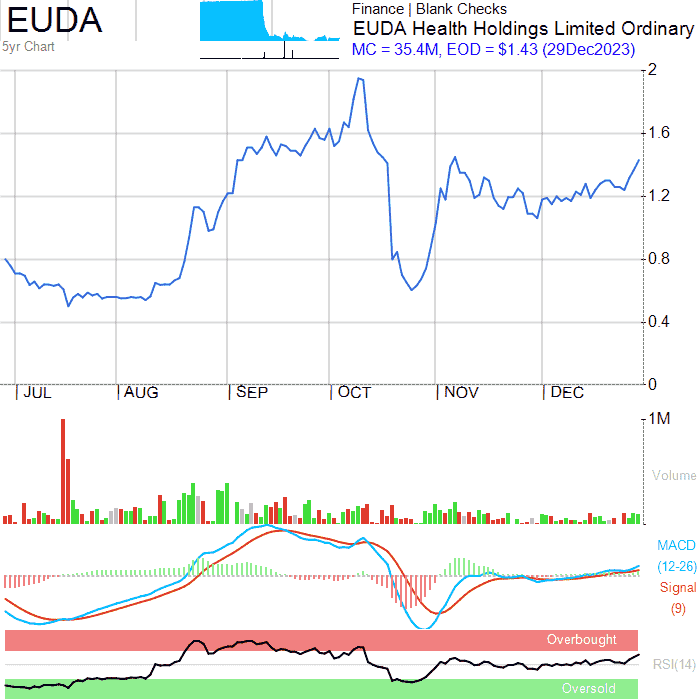 EUDA
5yr Chart
Finance | Blank Checks
EUDA Health Holdings Limited Ordinary
MC = 35.4M, EOD = $1.43 (29Dec2023)
2
1.6
1.2
0.8
0.4
0
JUL AUG SEP OCT NOV DEC
1M
Volume
MACD
(12-26)
Signal
(9)
Overbought
RSI(14)
Oversold